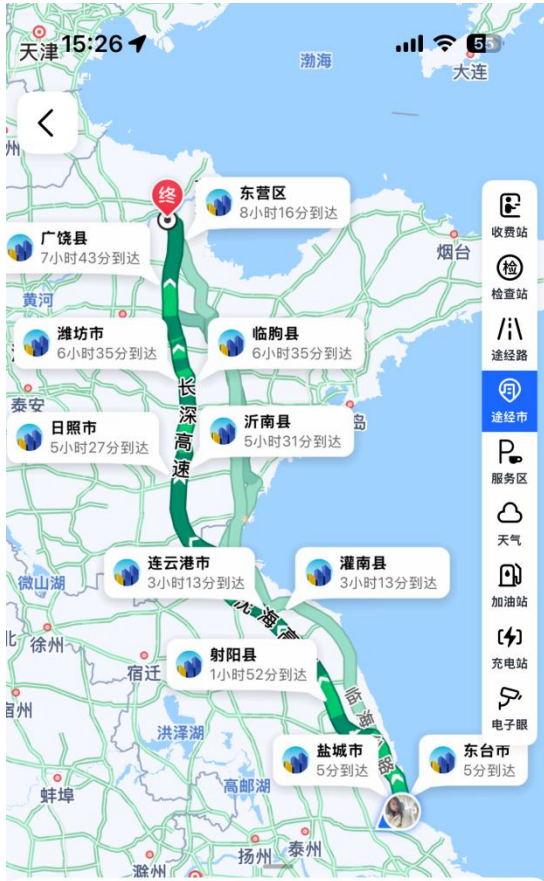 天津
15:26
渤海
大连
终
东营区
8小时16分到达
收费站
广饶县
7小时43分到达
烟台
检
检查站
黄河
潍坊市
6小时35分到达
临朐县
6小时35分到达
途经路
长深高速
泰安
日照市
5小时27分到达
沂南县
5小时31分到达
岛
途经市
服务区
连云港市
3小时13分到达
灌南县
3小时13分到达
天气
微山湖
沈海高
加油站
徐州
宿迁
射阳县
1小时52分到达
充电站
宿州
临海
洪泽湖
电子眼
盐城市
5分到达
东台市
5分到达
蚌埠
高邮湖
扬州
泰州
滁州